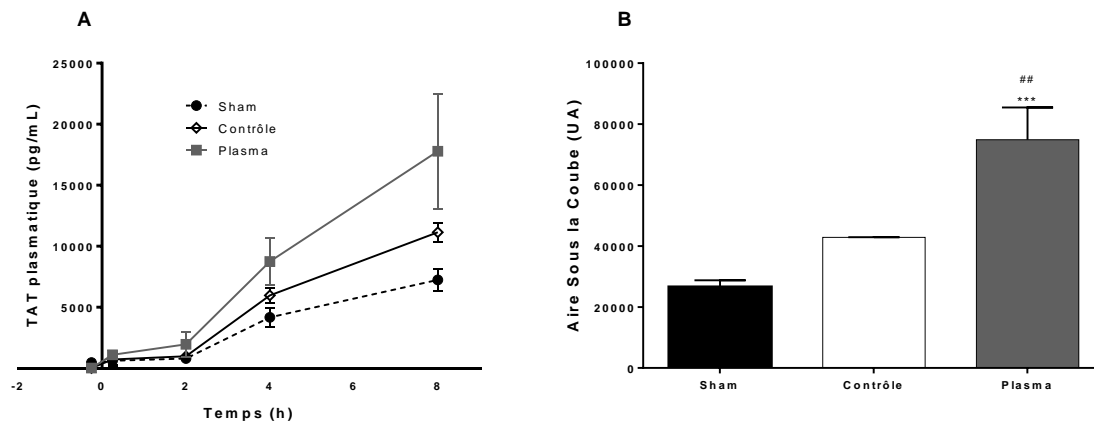 A
TAT plasmatique (pg/mL)
25000
20000
15000
10000
5000
Sham
Contrôle
Plasma
-2 0 2 4 6 8
Temps (h)
B
Aire Sous la Coube (UA)
100000
80000
60000
40000
20000
0
##
***
Sham Contrôle Plasma